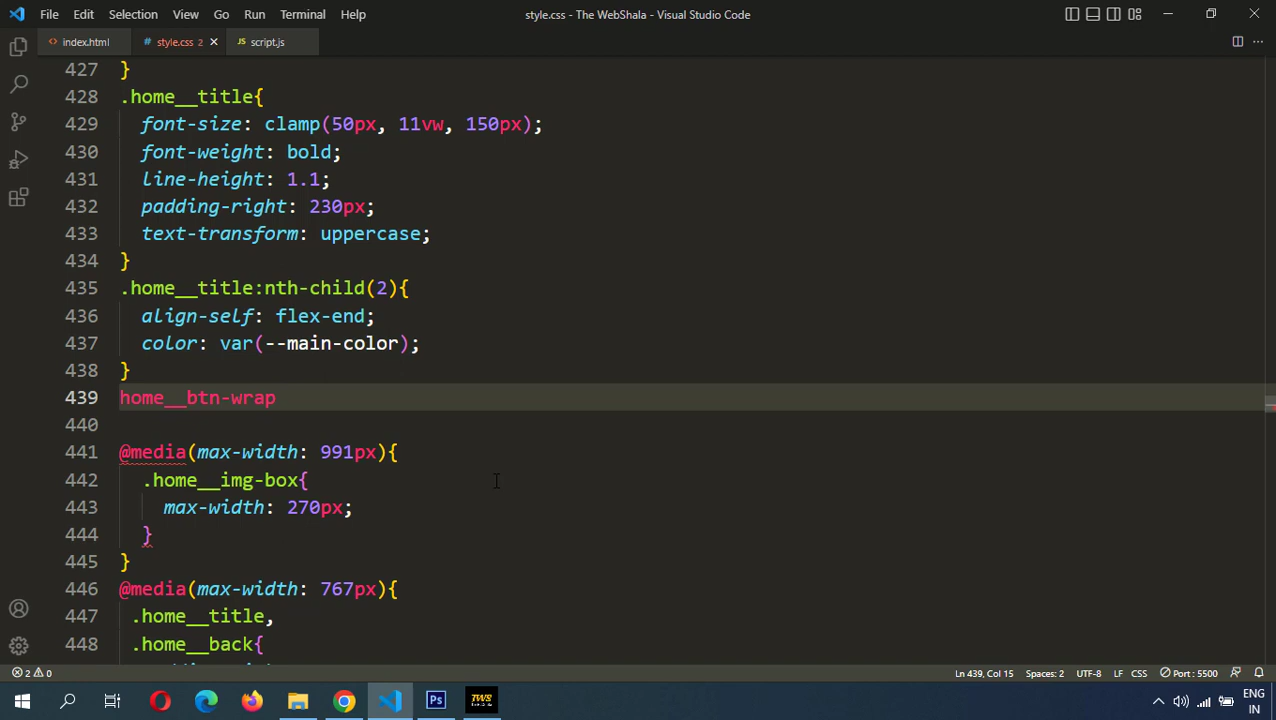 File Edit Selection View Go Run Terminal Help style.css - The WebShala - Visual Studio Code
index.html # style.css 2 JS script.js
427 }
428 .home__title{
429 font-size: clamp(50px, 11vw, 150px);
430 font-weight: bold;
431 line-height: 1.1;
432 padding-right: 230px;
433 text-transform: uppercase;
434 }
435 .home__title:nth-child(2){
436 align-self: flex-end;
437 color: var(--main-color);
438 }
439 home__btn-wrap
440
441 @media(max-width: 991px){
442 .home__img-box{
443 max-width: 270px;
444 }
445 }
446 @media(max-width: 767px){
447 .home__title,
448 .home__back{
2 0 Ln 439, Col 15 Spaces: 2 UTF-8 LF CSS Port : 5500
Ps TWS ENG
IN